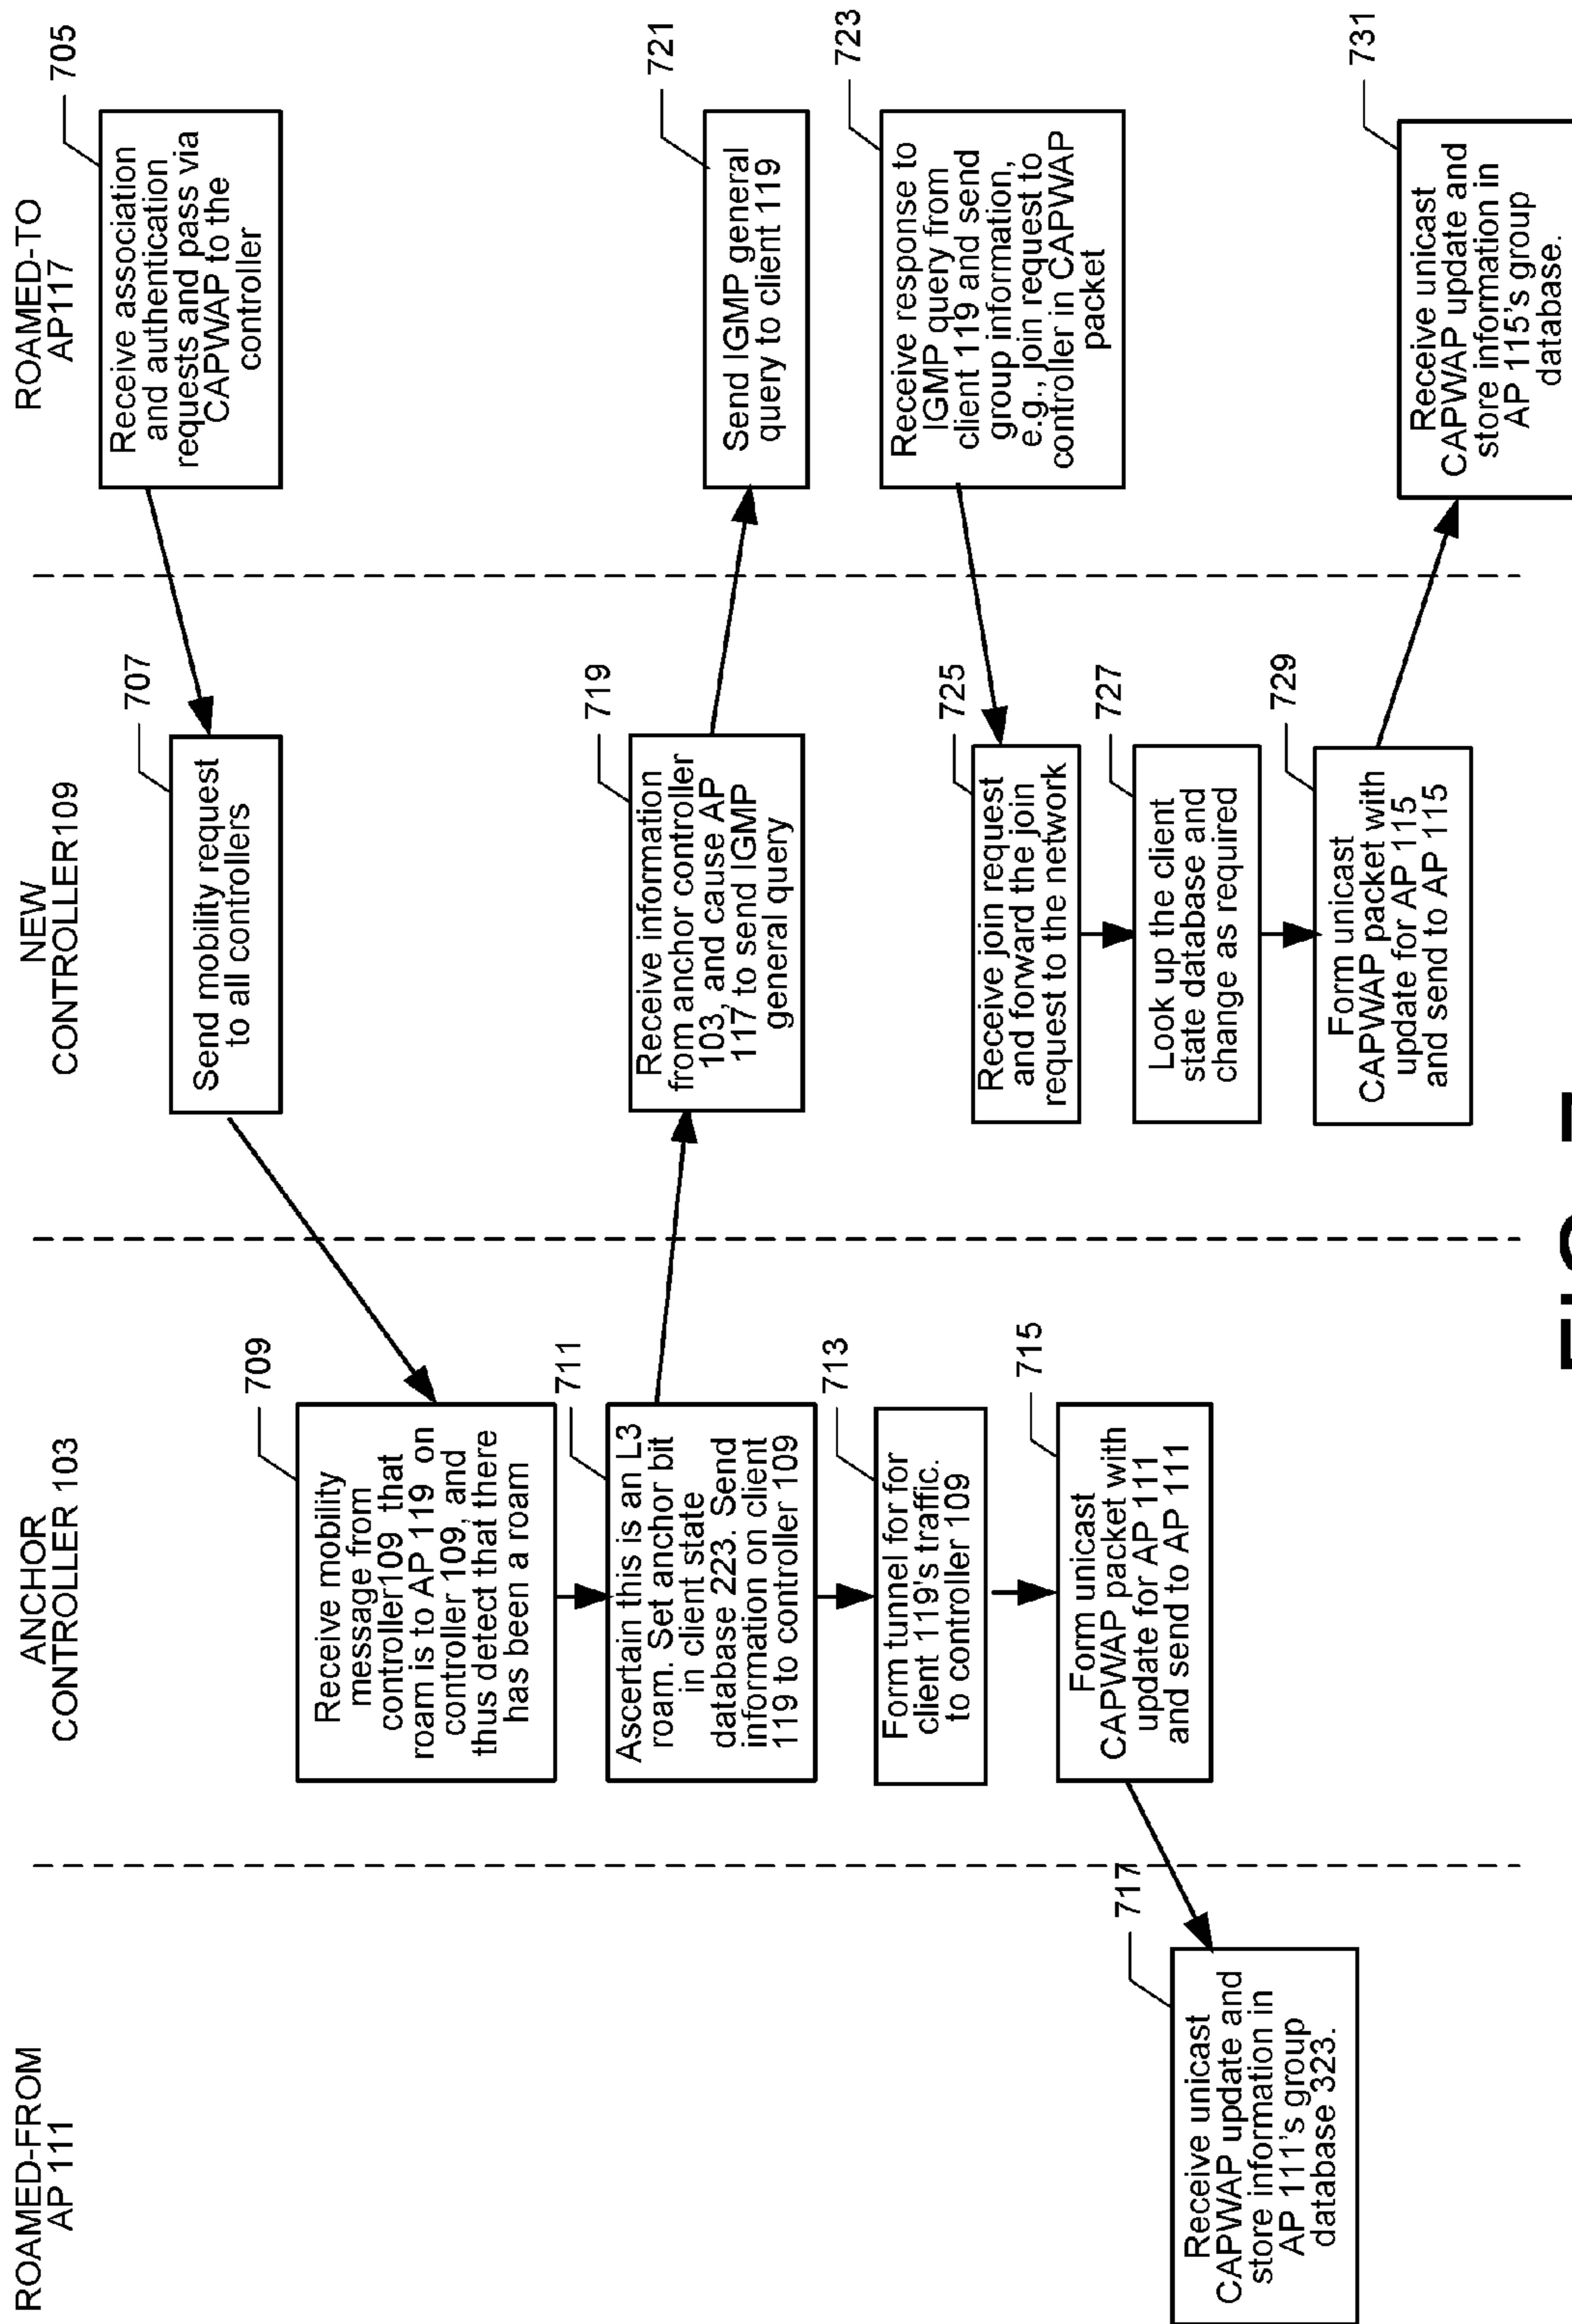 ROAMED-FROM
AP 111
ANCHOR
CONTROLLER 103
NEW
CONTROLLER109
ROAMED-TO
AP117
705
Receive association
and authentication
requests and pass via
CAPWAP to the
controller
707
Send mobility request
to all controllers
709
Receive mobility
message from
controller109 that
roam is to AP 119 on
controller 109, and
thus detect that there
has been a roam
711
Ascertain this is an L3
roam. Set anchor bit
in client state
database 223. Send
information on client
119 to controller 109
713
Form tunnel for for
client 119's traffic.
to controller 109
715
Form unicast
CAPWAP packet with
update for AP 111
and send to AP 111
717
Receive unicast
CAPWAP update and
store information in
AP 111's group
database 323.
719
Receive information
from anchor controller
103, and cause AP
117 to send IGMP
general query
721
Send IGMP general
query to client 119
723
Receive response to
IGMP query from
client 119 and send
group information,
e.g., join request to
controller in CAPWAP
packet
725
Receive join request
and forward the join
request to the network
727
Look up the client
state database and
change as required
729
Form unicast
CAPWAP packet with
update for AP 115
and send to AP 115
731
Receive unicast
CAPWAP update and
store information in
AP 115's group
database.